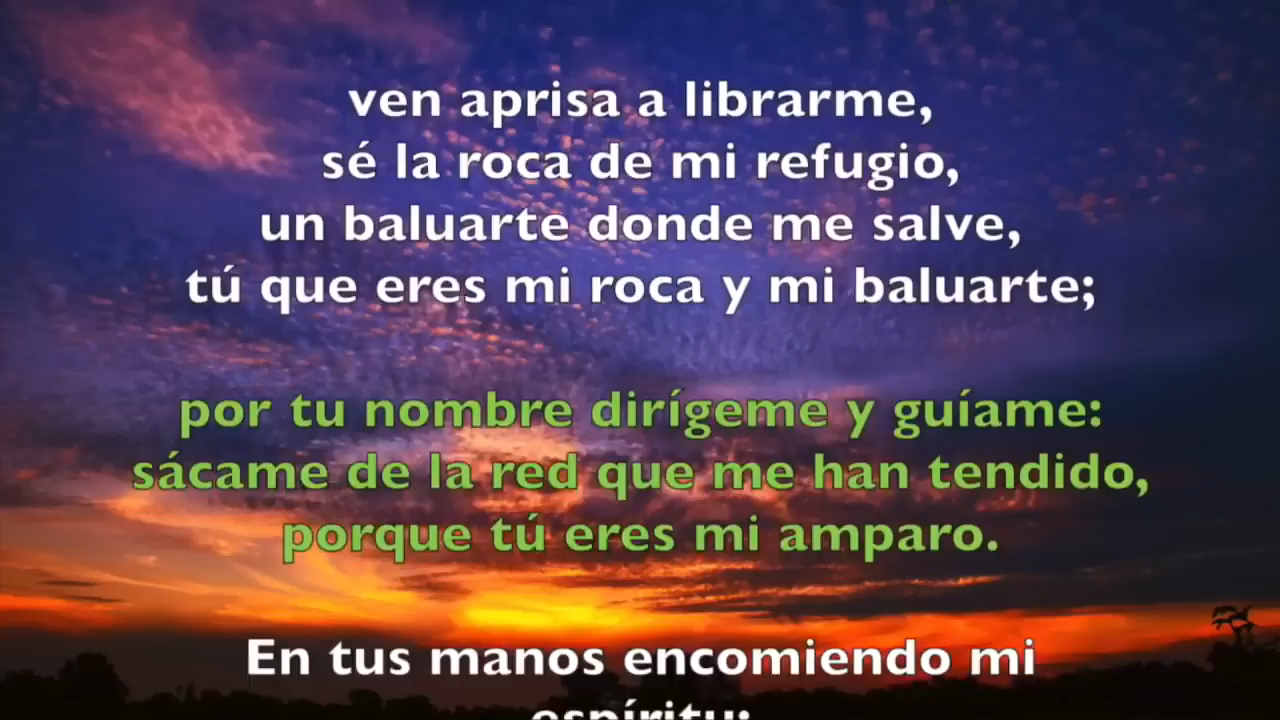 ven aprisa a librarme,
sé la roca de mi refugio,
un baluarte donde me salve,
tú que eres mi roca y mi baluarte;
por tu nombre dirígeme y guíame:
sácame de la red que me han tendido,
porque tú eres mi amparo.
En tus manos encomiendo mi
espíritu: